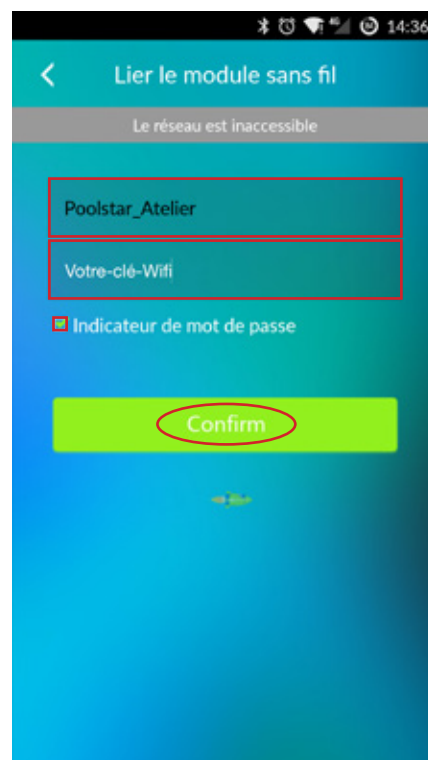 14:36
Lier le module sans fil
Le réseau est inaccessible
Poolstar_Atelier
Votre-clé-Wifi
Indicateur de mot de passe
Confirm